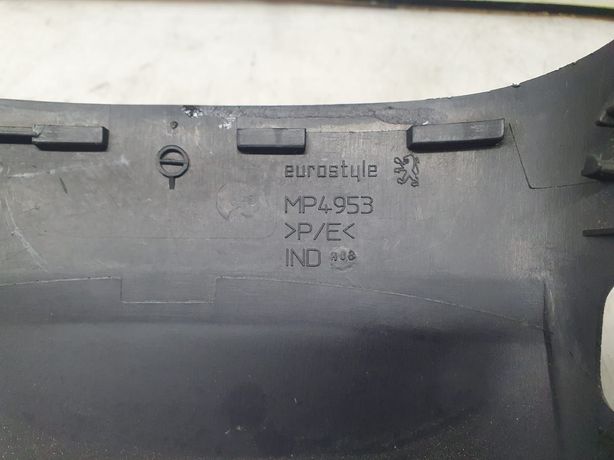 eurostyle
MP4953
>P/E<
IND